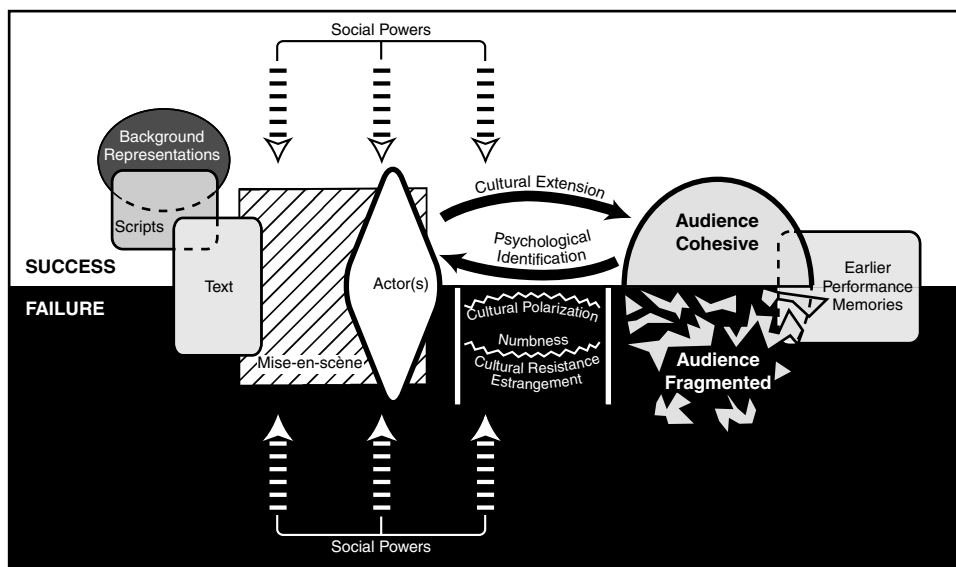 Social Powers
Background
Representations
Scripts
Cultural Extension
Psychological
Identification
Audience
Cohesive
SUCCESS
FAILURE
Text
Actor(s)
Earlier
Performance
Memories
Cultural Polarization
Numbness
Cultural Resistance
Estrangement
Mise-en-scène
Audience
Fragmented
Social Powers